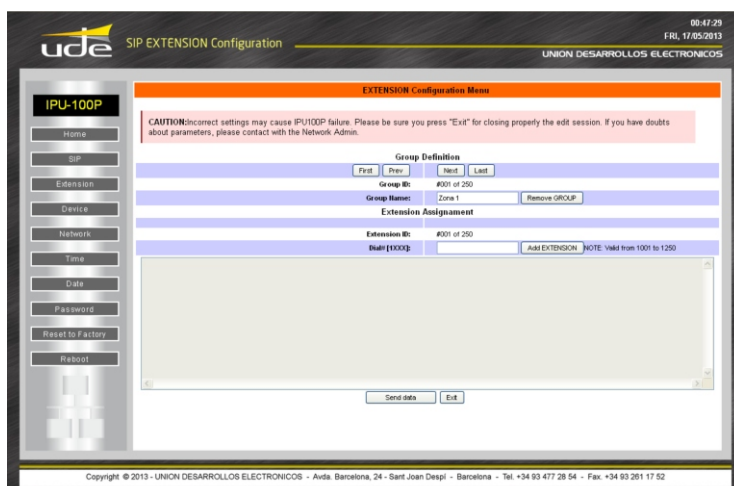 00:47:29
FRI, 17/05/2013
ude
SIP EXTENSION Configuration
UNION DESARROLLOS ELECTRONICOS
IPU-100P
Home
SIP
Extension
Device
Network
Time
Date
Password
Reset to Factory
Reboot
EXTENSION Configuration Menu
CAUTION:Incorrect settings may cause IPU100P failure. Please be sure you press "Exit" for closing properly the edit session. If you have doubts
about parameters, please contact with the Network Admin.
Group Definition
First Prev Next Last
Group ID: #001 of 250
Group Name: Zona 1 Remove GROUP
Extension Assignament
Extension ID: #001 of 250
Dial# [1XXX]: Add EXTENSION NOTE: Valid from 1001 to 1250
Send data Exit
Copyright © 2013 - UNION DESARROLLOS ELECTRONICOS - Avda. Barcelona, 24 - Sant Joan Despí - Barcelona - Tel. +34 93 477 28 54 - Fax. +34 93 261 17 52